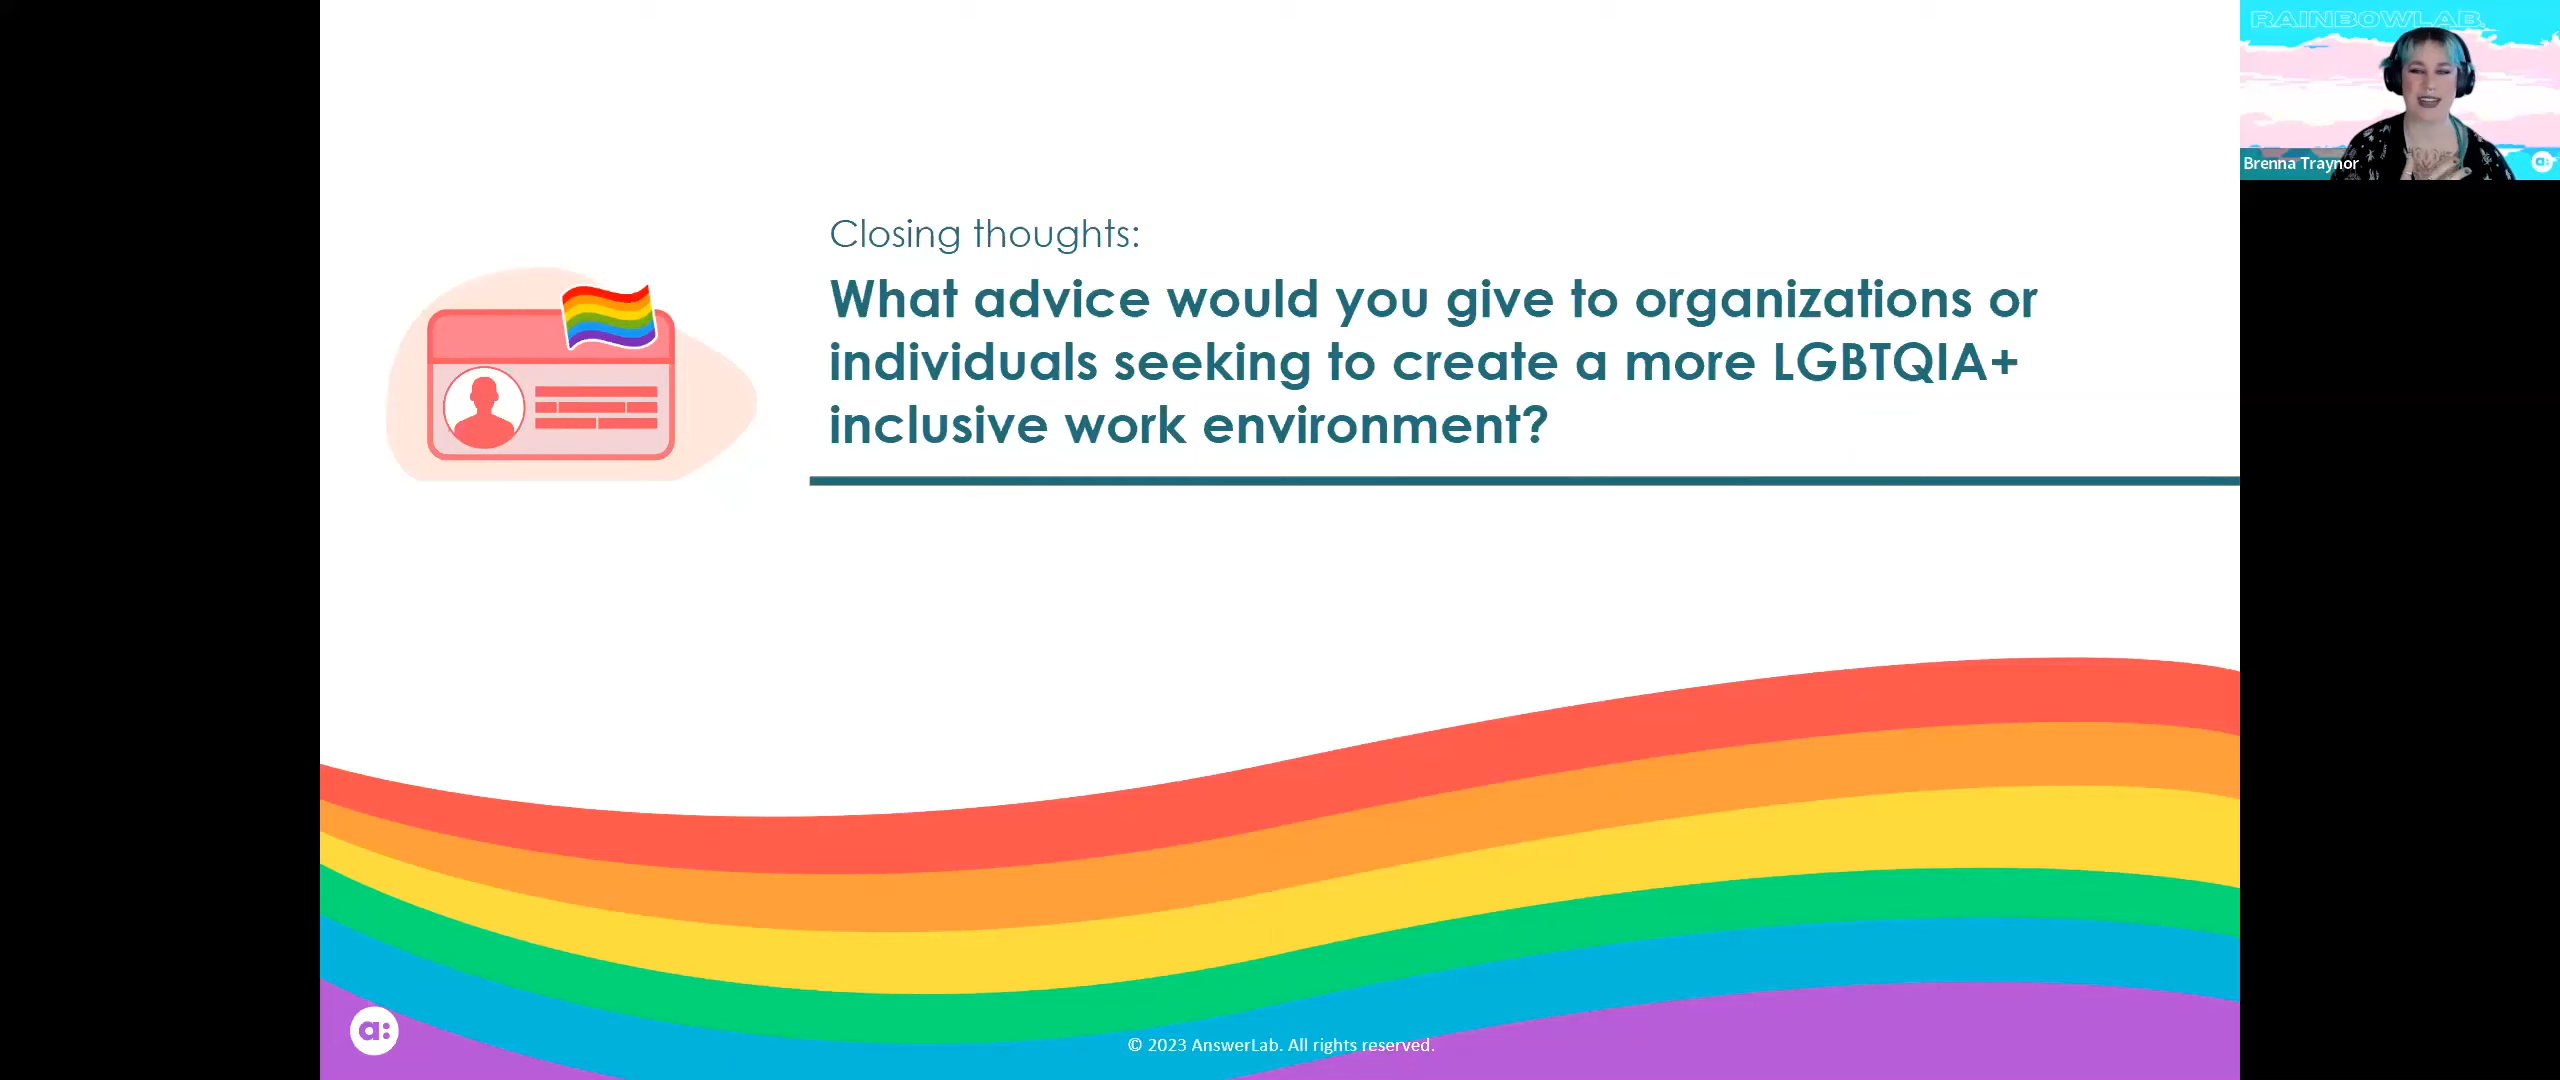 RAINBOWLAB.
Brenna Traynor
a:
Closing thoughts:
What advice would you give to organizations or
individuals seeking to create a more LGBTQIA+
inclusive work environment?
a:
© 2023 AnswerLab. All rights reserved.